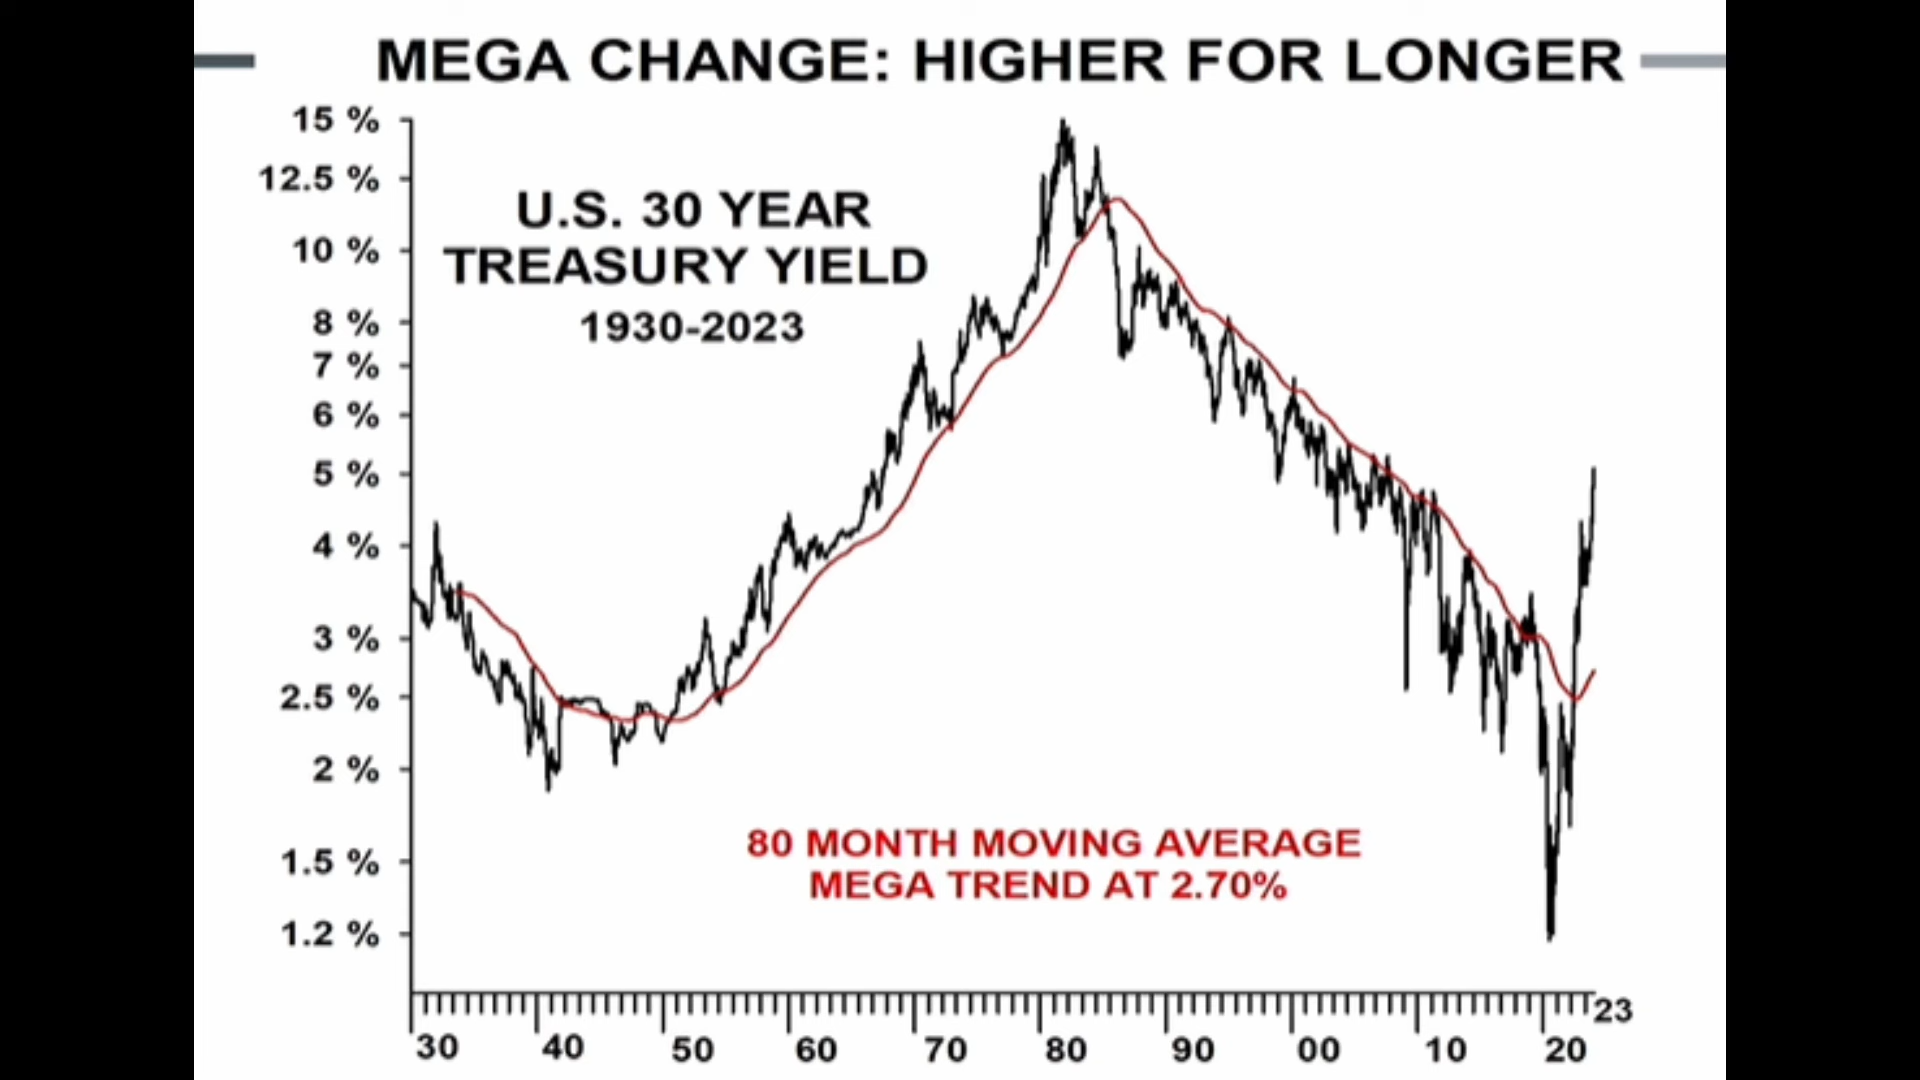 MEGA CHANGE: HIGHER FOR LONGER
15 %
12.5 %
10 %
8 %
7 %
6 %
5 %
4 %
3 %
2.5 %
2 %
1.5 %
1.2 %
U.S. 30 YEAR
TREASURY YIELD
1930-2023
80 MONTH MOVING AVERAGE
MEGA TREND AT 2.70%
30 40 50 60 70 80 90 00 10 20 23